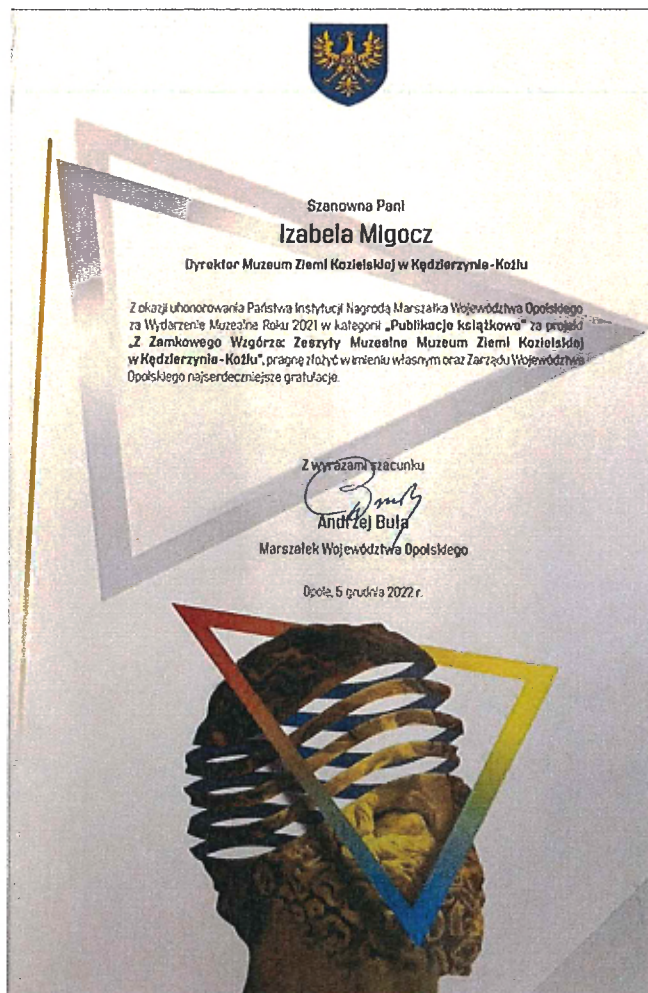 Szanowna Pani
Izabela Migocz
Dyrektor Muzeum Ziemi Kozielskiej w Kędzierzynie-Koźlu
Z okazji uhonorowania Państwa Instytucji Nagrodą Marszałka Województwa Opolskiego
za Wydarzenie Muzealne Roku 2021 w kategorii „Publikacje książkowe" za projekt
„Z Zamkowego Wzgórza: Zeszyty Muzealne Muzeum Ziemi Kozielskiej
w Kędzierzynie-Koźlu", pragnę złożyć w imieniu własnym oraz Zarządu Województwa
Opolskiego najserdeczniejsze gratulacje.
Z wyrazami szacunku
Andrzej Buła
Marszałek Województwa Opolskiego
Opole, 5 grudnia 2022 r.